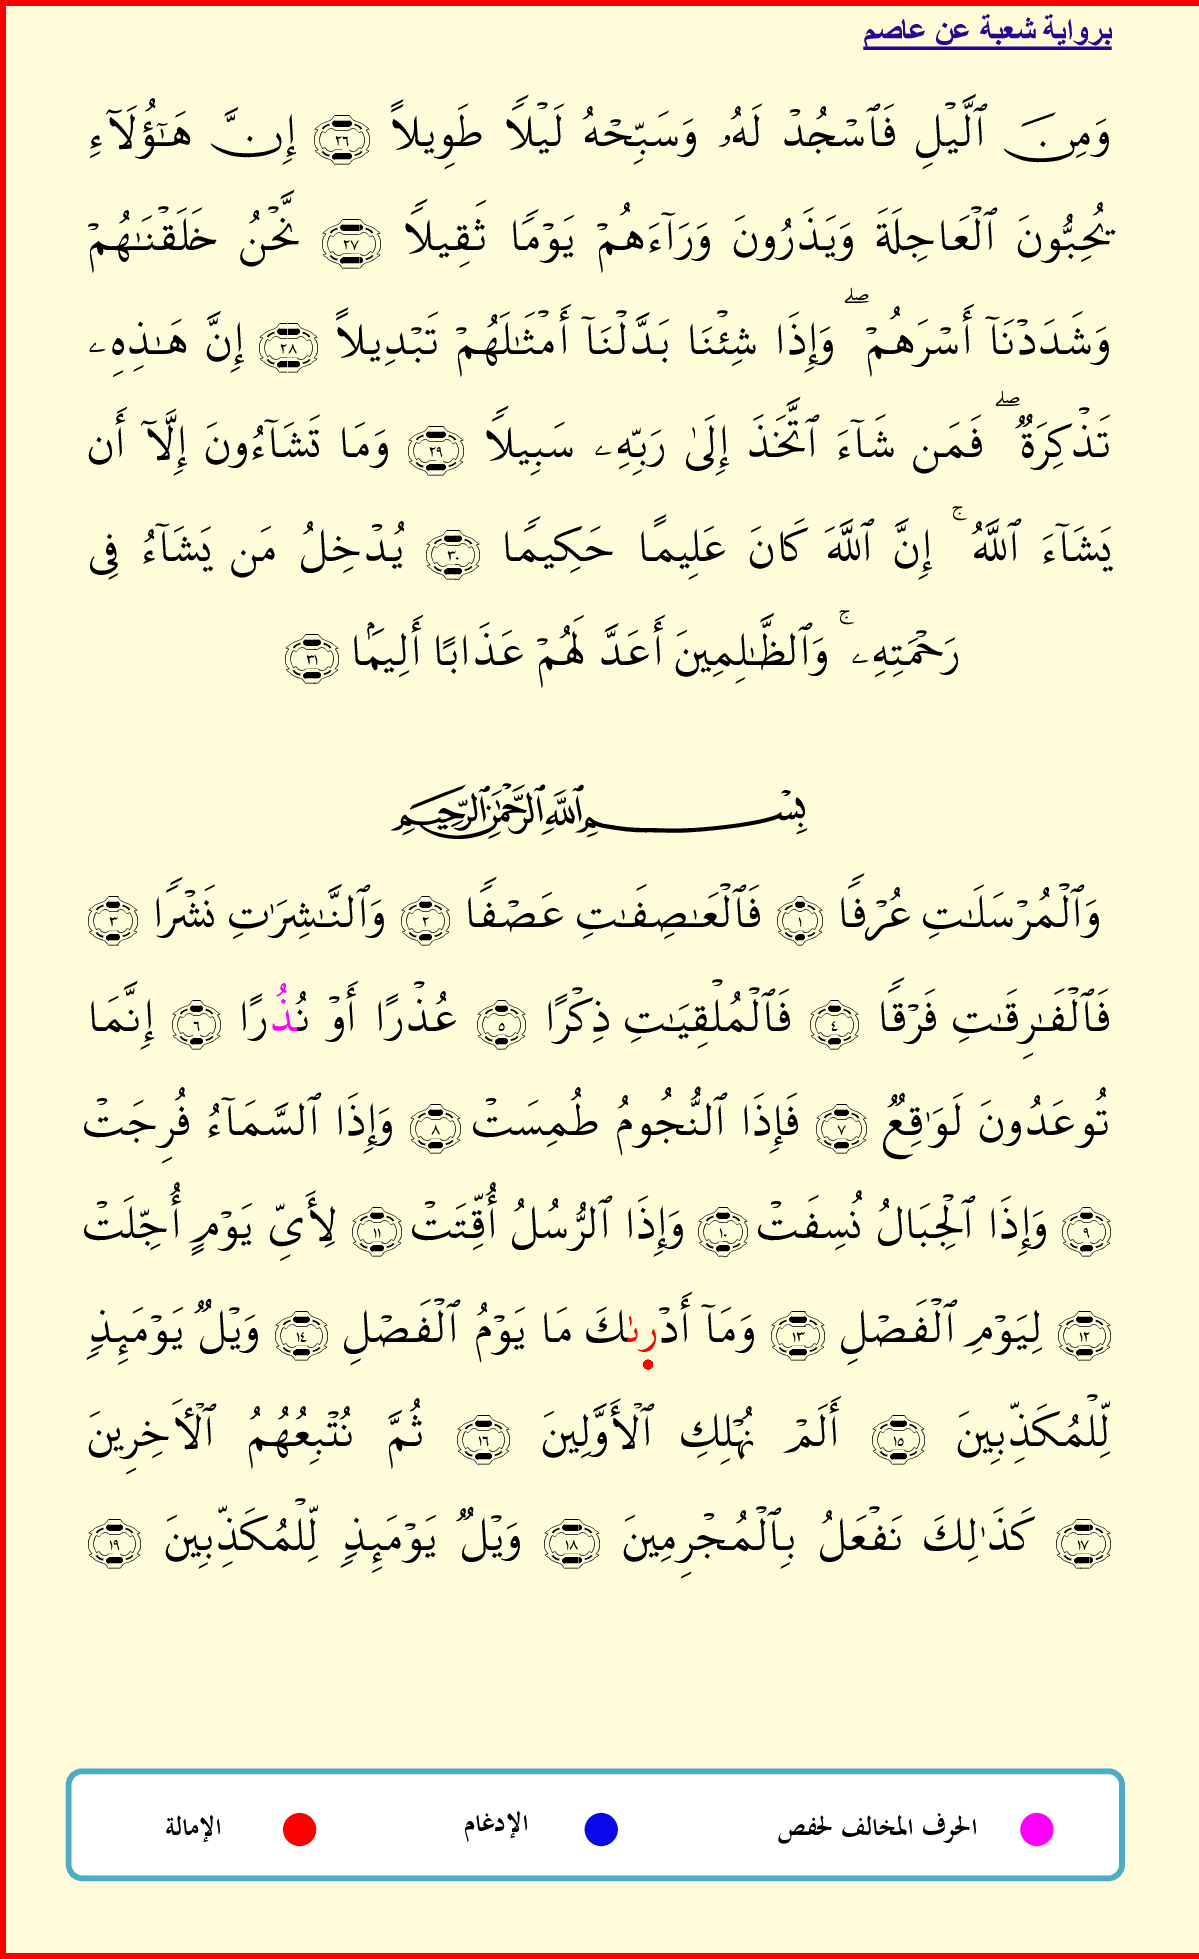 برواية شعبة عن عاصم
وَمِنَ ٱلَّيۡلِ فَٱسۡجُدۡ لَهُۥ وَسَبِّحۡهُ لَيۡلًا طَوِيلًا ٢٦ إِنَّ هَٰٓؤُلَآءِ
يُحِبُّونَ ٱلۡعَاجِلَةَ وَيَذَرُونَ وَرَآءَهُمۡ يَوۡمًا ثَقِيلًا ٢٧ نَّحۡنُ خَلَقۡنَٰهُمۡ
وَشَدَدۡنَآ أَسۡرَهُمۡۖ وَإِذَا شِئۡنَا بَدَّلۡنَآ أَمۡثَٰلَهُمۡ تَبۡدِيلًا ٢٨ إِنَّ هَٰذِهِۦ
تَذۡكِرَةٞۖ فَمَن شَآءَ ٱتَّخَذَ إِلَىٰ رَبِّهِۦ سَبِيلًا ٢٩ وَمَا تَشَآءُونَ إِلَّآ أَن
يَشَآءَ ٱللَّهُۚ إِنَّ ٱللَّهَ كَانَ عَلِيمًا حَكِيمًا ٣٠ يُدۡخِلُ مَن يَشَآءُ فِي
رَحۡمَتِهِۦۚ وَٱلظَّٰلِمِينَ أَعَدَّ لَهُمۡ عَذَابًا أَلِيمَۢا ٣١
بِسۡمِ ٱللَّهِ ٱلرَّحۡمَٰنِ ٱلرَّحِيمِ
وَٱلۡمُرۡسَلَٰتِ عُرۡفًا ١ فَٱلۡعَٰصِفَٰتِ عَصۡفًا ٢ وَٱلنَّٰشِرَٰتِ نَشۡرًا ٣
فَٱلۡفَٰرِقَٰتِ فَرۡقًا ٤ فَٱلۡمُلۡقِيَٰتِ ذِكۡرًا ٥ عُذۡرًا أَوۡ نُذُرًا ٦ إِنَّمَا
تُوعَدُونَ لَوَٰقِعٞ ٧ فَإِذَا ٱلنُّجُومُ طُمِسَتۡ ٨ وَإِذَا ٱلسَّمَآءُ فُرِجَتۡ
٩ وَإِذَا ٱلۡجِبَالُ نُسِفَتۡ ١٠ وَإِذَا ٱلرُّسُلُ أُقِّتَتۡ ١١ لِأَيِّ يَوۡمٍ أُجِّلَتۡ
١٢ لِيَوۡمِ ٱلۡفَصۡلِ ١٣ وَمَآ أَدۡرىٰكَ مَا يَوۡمُ ٱلۡفَصۡلِ ١٤ وَيۡلٞ يَوۡمَئِذٖ
لِّلۡمُكَذِّبِينَ ١٥ أَلَمۡ نُهۡلِكِ ٱلۡأَوَّلِينَ ١٦ ثُمَّ نُتۡبِعُهُمُ ٱلۡأٓخِرِينَ
١٧ كَذَٰلِكَ نَفۡعَلُ بِٱلۡمُجۡرِمِينَ ١٨ وَيۡلٞ يَوۡمَئِذٖ لِّلۡمُكَذِّبِينَ ١٩
الحرف المخالف لحفص الإدغام الإمالة